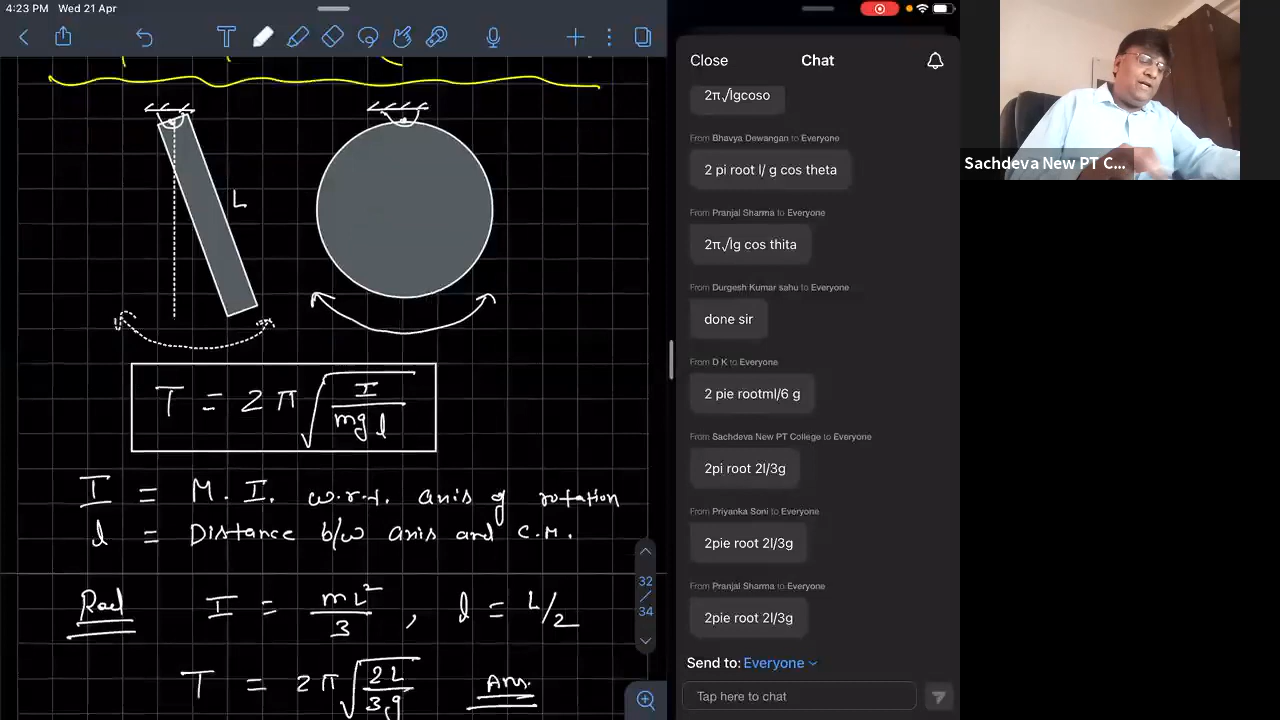 4:23 PM Wed 21 Apr
L
T = 2π√(I/mgl)
I = M. I. w.r.t. axis of rotation
l = Distance b/w axis and C.M.
Rod I = mL²/3 , l = L/2
T = 2π√(2L/3g) Ans.
32
/
34
Close Chat
2π√lgcoso
From Bhavya Dewangan to Everyone
2 pi root l/ g cos theta
From Pranjal Sharma to Everyone
2π√lg cos thita
From Durgesh Kumar sahu to Everyone
done sir
From D K to Everyone
2 pie rootml/6 g
From Sachdeva New PT College to Everyone
2pi root 2l/3g
From Priyanka Soni to Everyone
2pie root 2l/3g
From Pranjal Sharma to Everyone
2pie root 2l/3g
Send to: Everyone
Tap here to chat
Sachdeva New PT C...